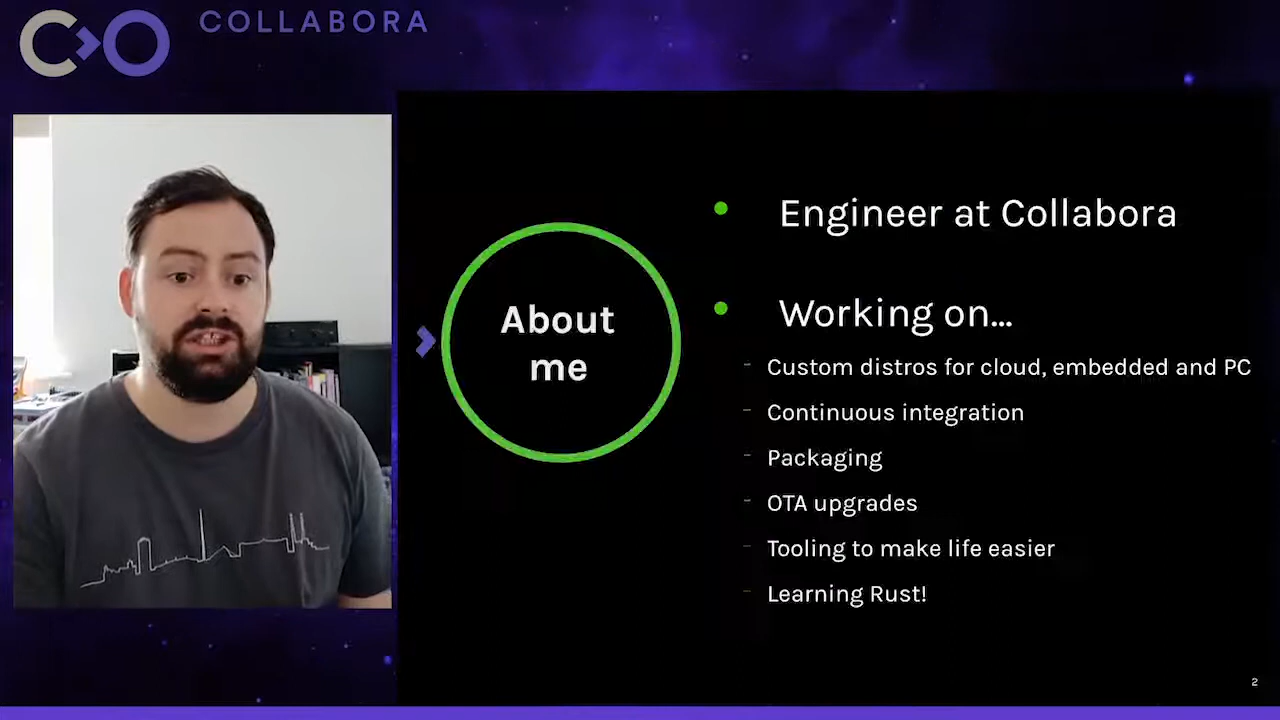 COLLABORA
About
me
Engineer at Collabora
Working on…
Custom distros for cloud, embedded and PC
Continuous integration
Packaging
OTA upgrades
Tooling to make life easier
Learning Rust!
2